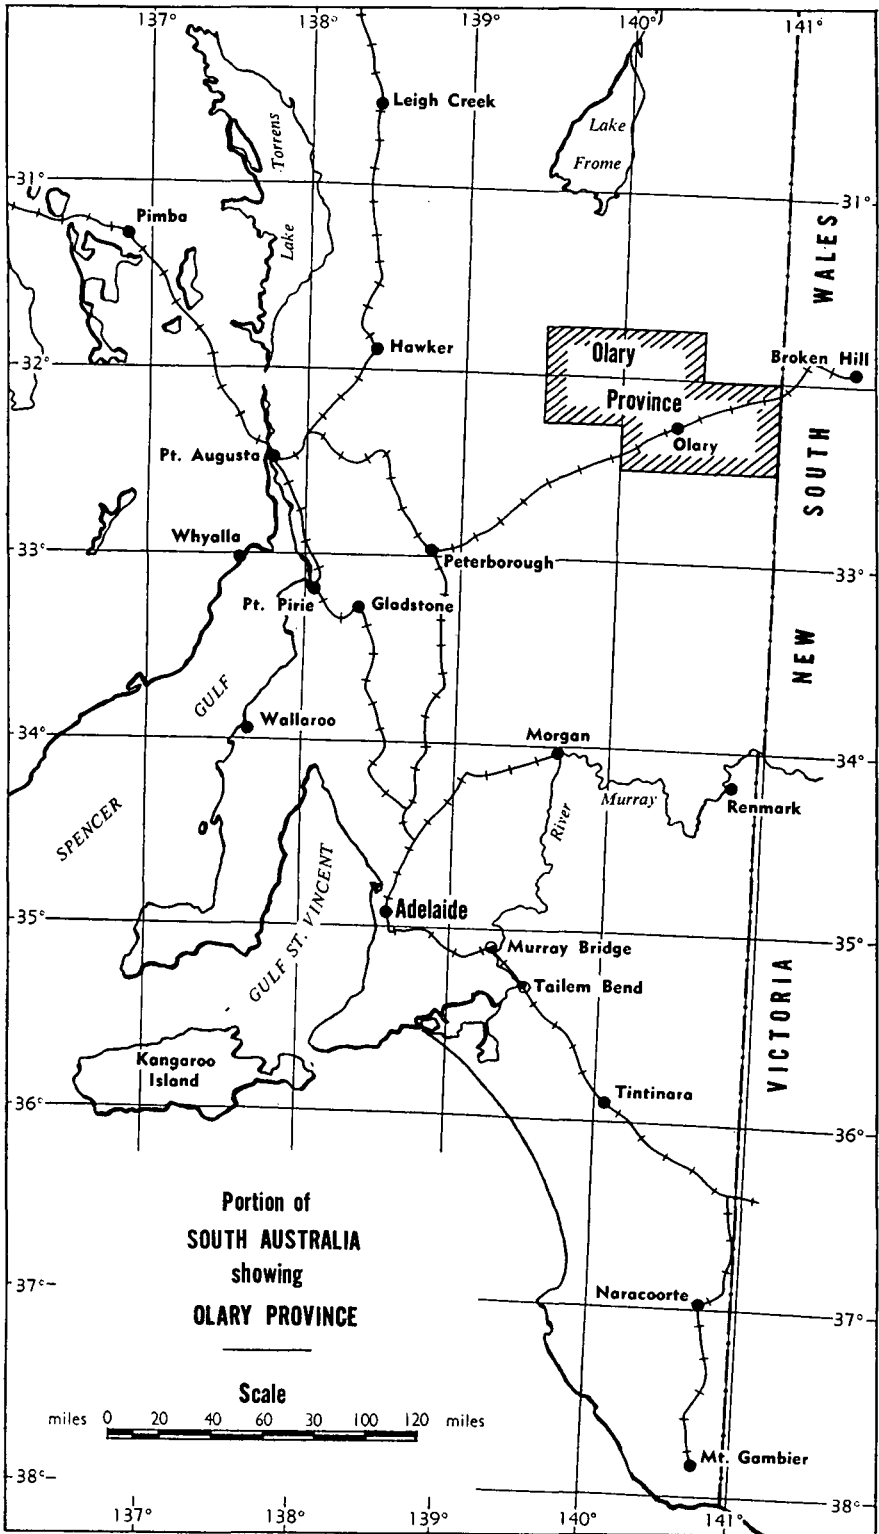 137° 138° 139° 140° 141°
Leigh Creek
Lake
Frome
Torrens
Lake
31° 31°
Pimba
WALES
Hawker
Olary
Province
Broken Hill
32°
Olary
Pt. Augusta
SOUTH
Whyalla
33° 33°
Peterborough
Pt. Pirie
Gladstone
NEW
GULF
Wallaroo
34° 34°
Morgan
Murray
Renmark
River
SPENCER
GULF ST. VINCENT
35° 35°
Adelaide
Murray Bridge
Tailem Bend
VICTORIA
Kangaroo
Island
Tintinara
36° 36°
Portion of
SOUTH AUSTRALIA
showing
OLARY PROVINCE
37° 37°
Naracoorte
Scale
miles 0 20 40 60 30 100 120 miles
Mt. Gambier
38° 38°
137° 138° 139° 140° 141°